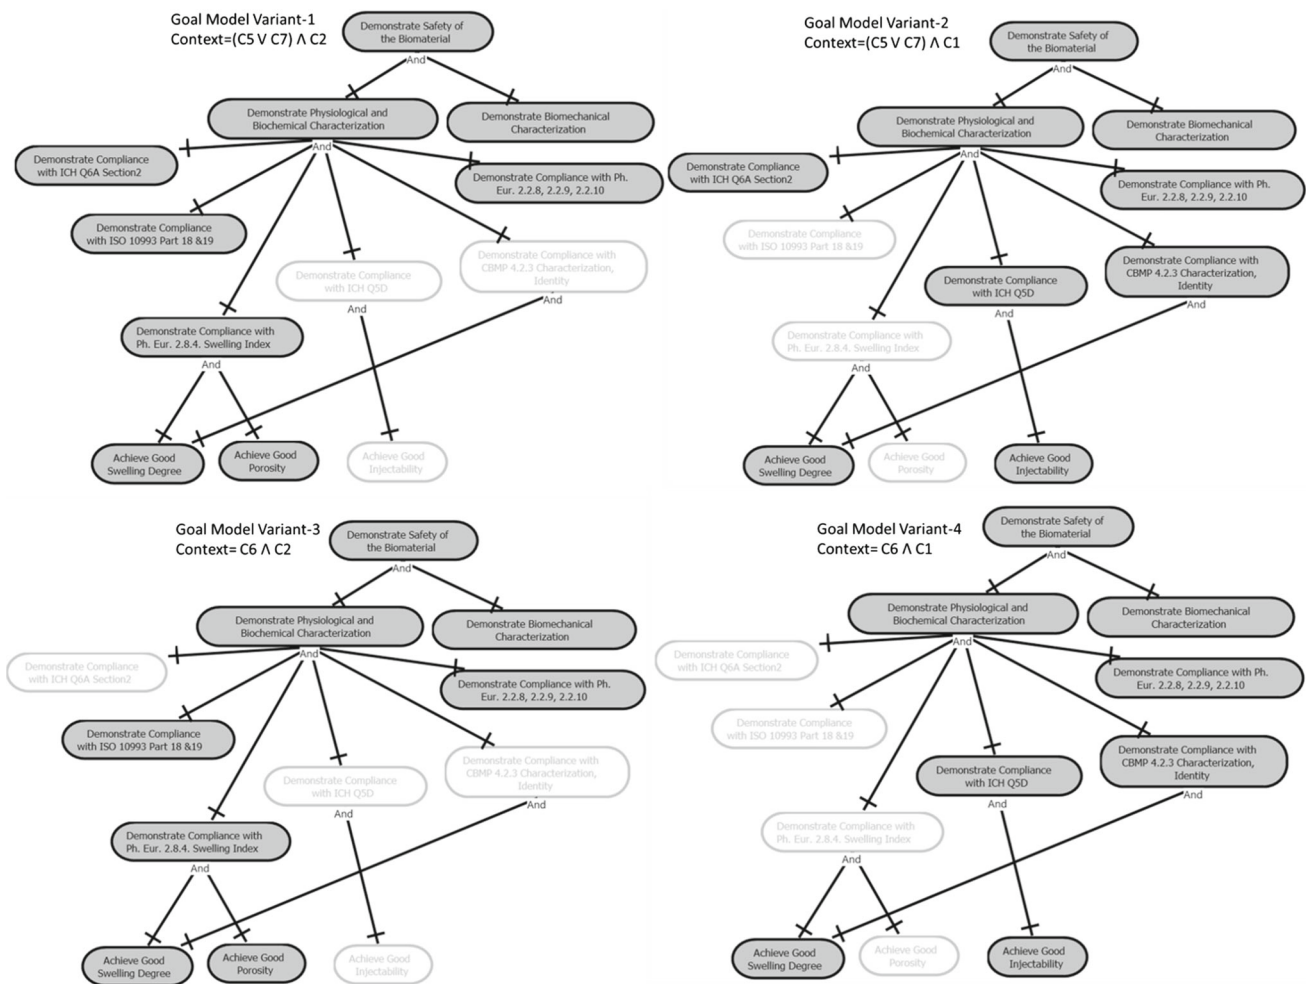 Goal Model Variant-1
Context=(C5 V C7) Λ C2
Demonstrate Safety of
the Biomaterial
And
Demonstrate Physiological and
Biochemical Characterization
Demonstrate Biomechanical
Characterization
And
Demonstrate Compliance
with ICH Q6A Section2
Demonstrate Compliance with Ph.
Eur. 2.2.8, 2.2.9, 2.2.10
Demonstrate Compliance
with ISO 10993 Part 18 &19
Demonstrate Compliance
with ICH Q5D
Demonstrate Compliance with
CBMP 4.2.3 Characterization,
Identity
And
And
Demonstrate Compliance with
Ph. Eur. 2.8.4. Swelling Index
And
Achieve Good
Swelling Degree
Achieve Good
Porosity
Achieve Good
Injectability
Goal Model Variant-2
Context=(C5 V C7) Λ C1
Demonstrate Safety of
the Biomaterial
And
Demonstrate Physiological and
Biochemical Characterization
Demonstrate Biomechanical
Characterization
And
Demonstrate Compliance
with ICH Q6A Section2
Demonstrate Compliance with Ph.
Eur. 2.2.8, 2.2.9, 2.2.10
Demonstrate Compliance
with ISO 10993 Part 18 &19
Demonstrate Compliance
with ICH Q5D
Demonstrate Compliance with
CBMP 4.2.3 Characterization,
Identity
And
And
Demonstrate Compliance with
Ph. Eur. 2.8.4. Swelling Index
And
Achieve Good
Swelling Degree
Achieve Good
Porosity
Achieve Good
Injectability
Goal Model Variant-3
Context= C6 Λ C2
Demonstrate Safety of
the Biomaterial
And
Demonstrate Physiological and
Biochemical Characterization
Demonstrate Biomechanical
Characterization
And
Demonstrate Compliance
with ICH Q6A Section2
Demonstrate Compliance with Ph.
Eur. 2.2.8, 2.2.9, 2.2.10
Demonstrate Compliance
with ISO 10993 Part 18 &19
Demonstrate Compliance
with ICH Q5D
Demonstrate Compliance with
CBMP 4.2.3 Characterization,
Identity
And
And
Demonstrate Compliance with
Ph. Eur. 2.8.4. Swelling Index
And
Achieve Good
Swelling Degree
Achieve Good
Porosity
Achieve Good
Injectability
Goal Model Variant-4
Context= C6 Λ C1
Demonstrate Safety of
the Biomaterial
And
Demonstrate Physiological and
Biochemical Characterization
Demonstrate Biomechanical
Characterization
And
Demonstrate Compliance
with ICH Q6A Section2
Demonstrate Compliance with Ph.
Eur. 2.2.8, 2.2.9, 2.2.10
Demonstrate Compliance
with ISO 10993 Part 18 &19
Demonstrate Compliance
with ICH Q5D
Demonstrate Compliance with
CBMP 4.2.3 Characterization,
Identity
And
And
Demonstrate Compliance with
Ph. Eur. 2.8.4. Swelling Index
And
Achieve Good
Swelling Degree
Achieve Good
Porosity
Achieve Good
Injectability